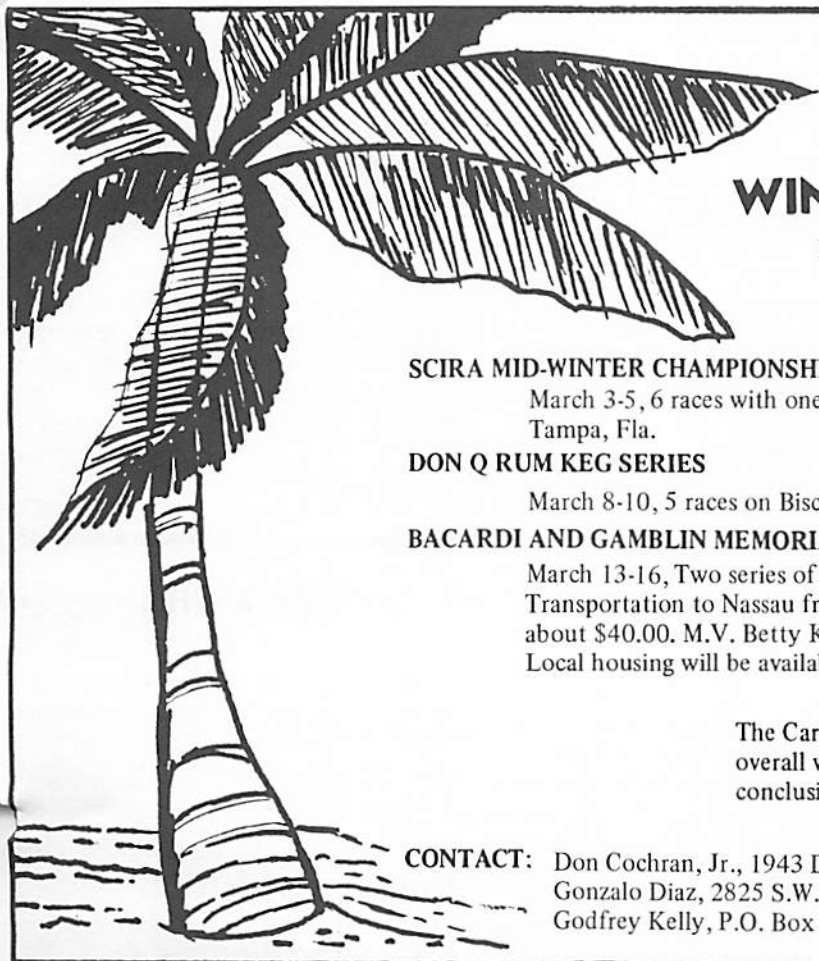 WIN
SCIRA MID-WINTER CHAMPIONSHI
March 3-5, 6 races with one
Tampa, Fla.
DON Q RUM KEG SERIES
March 8-10, 5 races on Bisc
BACARDI AND GAMBLIN MEMORIA
March 13-16, Two series of
Transportation to Nassau fr
about $40.00. M.V. Betty K
Local housing will be availab
The Car
overall v
conclusi
CONTACT: Don Cochran, Jr., 1943 D
Gonzalo Diaz, 2825 S.W.
Godfrey Kelly, P.O. Box